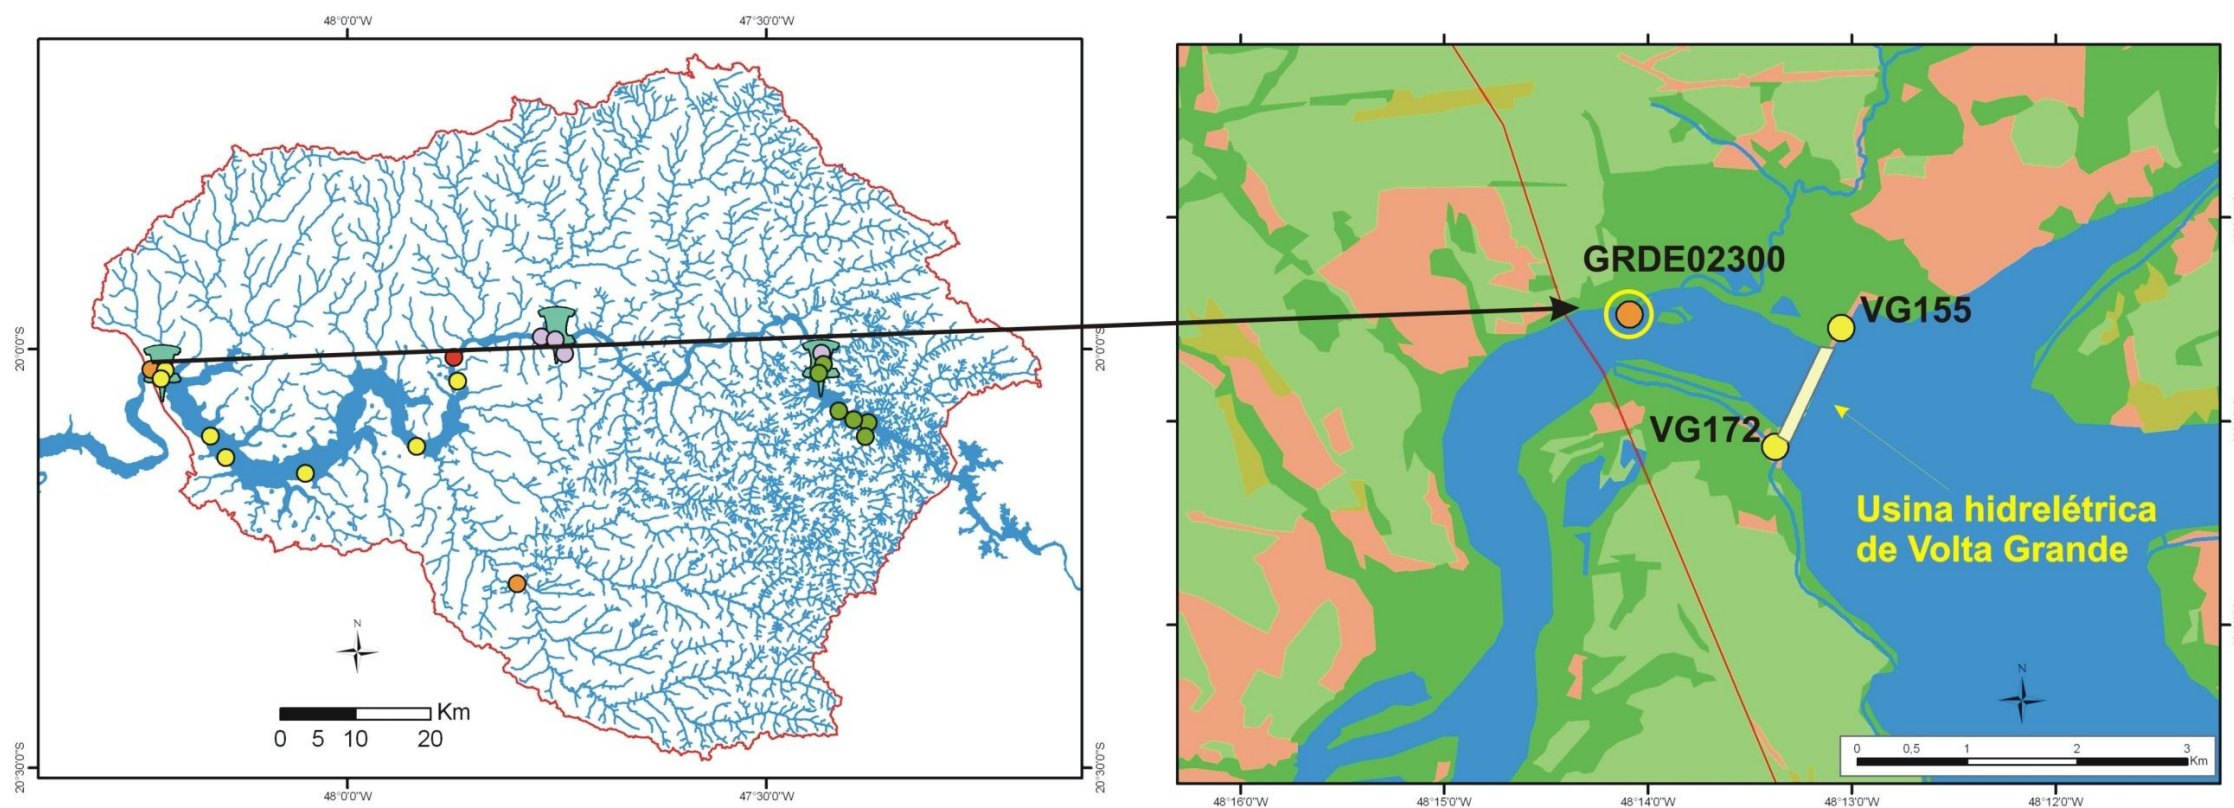 48°0'0"W
47°30'0"W
20°0'0"S
20°0'0"S
N
Km
0 5 10 20
20°30'0"S
20°30'0"S
48°0'0"W
47°30'0"W
GRDE02300
VG155
VG172
Usina hidrelétrica
de Volta Grande
N
0 0,5 1 2 3
Km
48°16'0"W
48°15'0"W
48°14'0"W
48°13'0"W
48°12'0"W